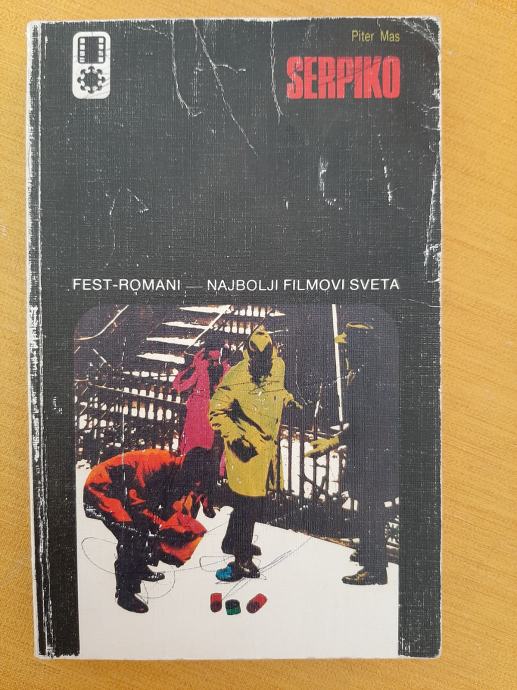 Piter Mas
SERPIKO
FEST-ROMANI — NAJBOLJI FILMOVI SVETA